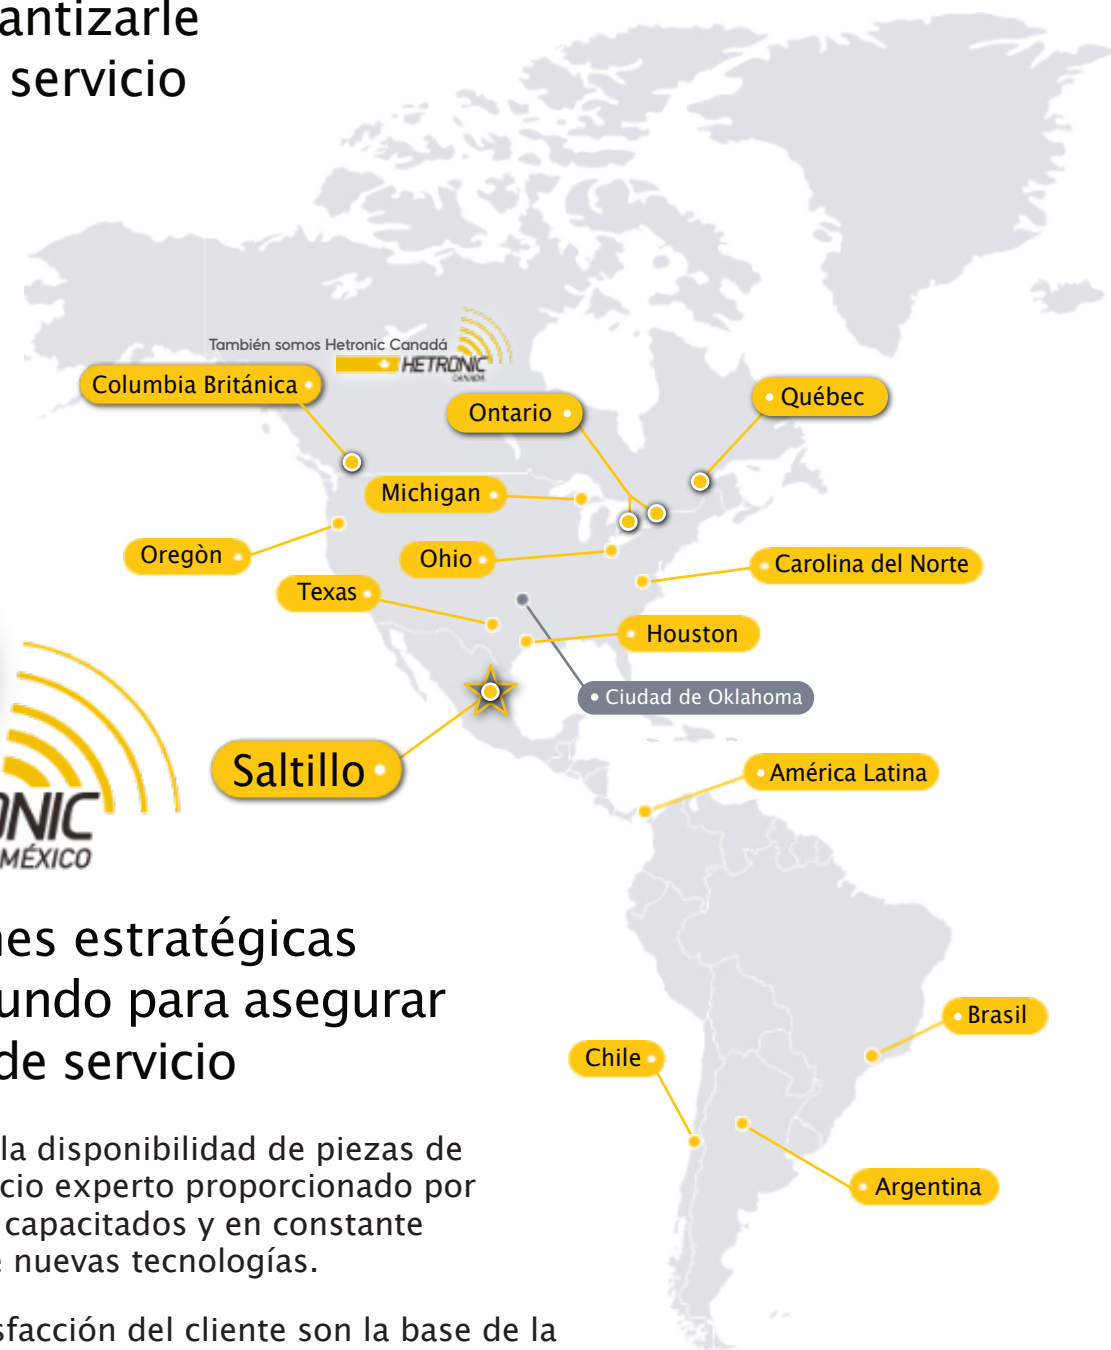 antizarle
servicio
También somos Hetronic Canadá
HETRONIC
CANADA
Columbia Británica
Québec
Ontario
Michigan
Oregòn
Ohio
Carolina del Norte
Texas
Houston
Ciudad de Oklahoma
Saltillo
América Latina
ONIC
MÉXICO
nes estratégicas
undo para asegurar
de servicio
Brasil
Chile
la disponibilidad de piezas de
cio experto proporcionado por
capacitados y en constante
e nuevas tecnologías.
Argentina
sfacción del cliente son la base de la